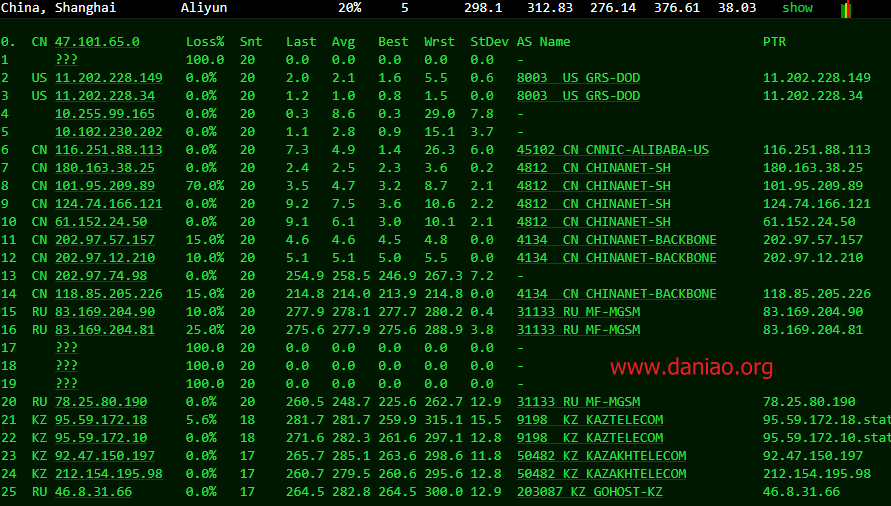 China, Shanghai Aliyun 20% 5 298.1 312.83 276.14 376.61 38.03 show
0. CN 47.101.65.0 Loss% Snt Last Avg Best Wrst StDev AS Name PTR
1 ??? 100.0 20 0.0 0.0 0.0 0.0 0.0 -
2 US 11.202.228.149 0.0% 20 2.0 2.1 1.6 5.5 0.6 8003 US GRS-DOD 11.202.228.149
3 US 11.202.228.34 0.0% 20 1.2 1.0 0.8 1.5 0.0 8003 US GRS-DOD 11.202.228.34
4 10.255.99.165 0.0% 20 0.3 8.6 0.3 29.0 7.8 -
5 10.102.230.202 0.0% 20 1.1 2.8 0.9 15.1 3.7 -
6 CN 116.251.88.113 0.0% 20 7.3 4.9 1.4 26.3 6.0 45102 CN CNNIC-ALIBABA-US 116.251.88.113
7 CN 180.163.38.25 0.0% 20 2.4 2.5 2.3 3.6 0.2 4812 CN CHINANET-SH 180.163.38.25
8 CN 101.95.209.89 70.0% 20 3.5 4.7 3.2 8.7 2.1 4812 CN CHINANET-SH 101.95.209.89
9 CN 124.74.166.121 0.0% 20 9.2 7.5 3.6 10.6 2.2 4812 CN CHINANET-SH 124.74.166.121
10 CN 61.152.24.50 0.0% 20 9.1 6.1 3.0 10.1 2.1 4812 CN CHINANET-SH 61.152.24.50
11 CN 202.97.57.157 15.0% 20 4.6 4.6 4.5 4.8 0.0 4134 CN CHINANET-BACKBONE 202.97.57.157
12 CN 202.97.12.210 10.0% 20 5.1 5.1 5.0 5.5 0.0 4134 CN CHINANET-BACKBONE 202.97.12.210
13 CN 202.97.74.98 0.0% 20 254.9 258.5 246.9 267.3 7.2 -
14 CN 118.85.205.226 15.0% 20 214.8 214.0 213.9 214.8 0.0 4134 CN CHINANET-BACKBONE 118.85.205.226
15 RU 83.169.204.90 10.0% 20 277.9 278.1 277.7 280.2 0.4 31133 RU MF-MGSM 83.169.204.90
16 RU 83.169.204.81 25.0% 20 275.6 277.9 275.6 288.9 3.8 31133 RU MF-MGSM 83.169.204.81
17 ??? 100.0 20 0.0 0.0 0.0 0.0 0.0 -
18 ??? 100.0 20 0.0 0.0 0.0 0.0 0.0 -
www.daniao.org
19 ??? 100.0 20 0.0 0.0 0.0 0.0 0.0 -
20 RU 78.25.80.190 0.0% 20 260.5 248.7 225.6 262.7 12.9 31133 RU MF-MGSM 78.25.80.190
21 KZ 95.59.172.18 5.6% 18 281.7 281.7 259.9 315.1 15.5 9198 KZ KAZTELECOM 95.59.172.18.stat
22 KZ 95.59.172.10 0.0% 18 271.6 282.3 261.6 297.1 12.8 9198 KZ KAZTELECOM 95.59.172.10.stat
23 KZ 92.47.150.197 0.0% 17 265.7 285.1 263.6 298.6 11.8 50482 KZ KAZAKHTELECOM 92.47.150.197
24 KZ 212.154.195.98 0.0% 17 260.7 279.5 260.6 295.6 12.8 50482 KZ KAZAKHTELECOM 212.154.195.98
25 RU 46.8.31.66 0.0% 17 264.5 282.8 264.5 300.0 12.9 203087 KZ GOHOST-KZ 46.8.31.66